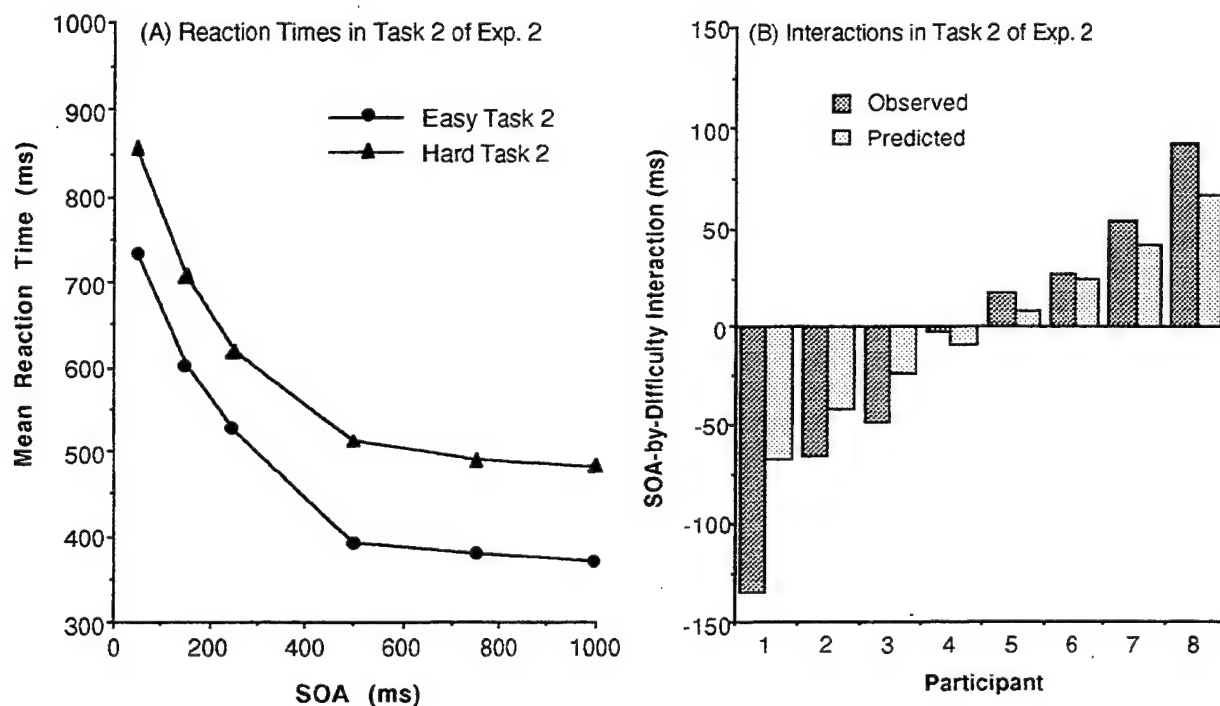 (A) Reaction Times in Task 2 of Exp. 2
Easy Task 2
Hard Task 2
Mean Reaction Time (ms)
1000
900
800
700
600
500
400
300
0 200 400 600 800 1000
SOA (ms)
(B) Interactions in Task 2 of Exp. 2
Observed
Predicted
SOA-by-Difficulty Interaction (ms)
150
100
50
0
-50
-100
-150
1 2 3 4 5 6 7 8
Participant